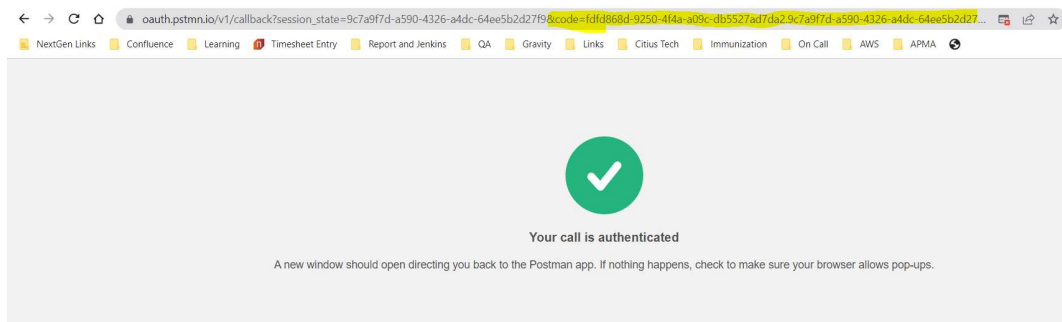 oauth.pstmn.io/v1/callback?session_state=9c7a9f7d-a590-4326-a4dc-64ee5b2d27f9&code=fdfd868d-9250-4f4a-a09c-db5527ad7da2.9c7a9f7d-a590-4326-a4dc-64ee5b2d27...
NextGen Links Confluence Learning Timesheet Entry Report and Jenkins QA Gravity Links Citius Tech Immunization On Call AWS APMA
Your call is authenticated
A new window should open directing you back to the Postman app. If nothing happens, check to make sure your browser allows pop-ups.